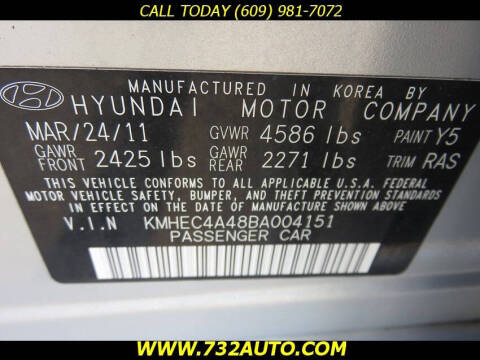 CALL TODAY (609) 981-7072
MANUFACTURED IN KOREA BY
HYUNDAI MOTOR COMPANY
MAR/24/11 GVWR 4586 lbs PAINT Y5
GAWR FRONT 2425 lbs GAWR REAR 2271 lbs TRIM RAS
THIS VEHICLE CONFORMS TO ALL APPLICABLE U.S.A. FEDERAL
MOTOR VEHICLE SAFETY, BUMPER, AND THEFT PREVENTION STANDARDS
IN EFFECT ON THE DATE OF MANUFACTURE SHOWN ABOVE.
V.I.N KMHEC4A48BA004151
PASSENGER CAR
WWW.732AUTO.COM